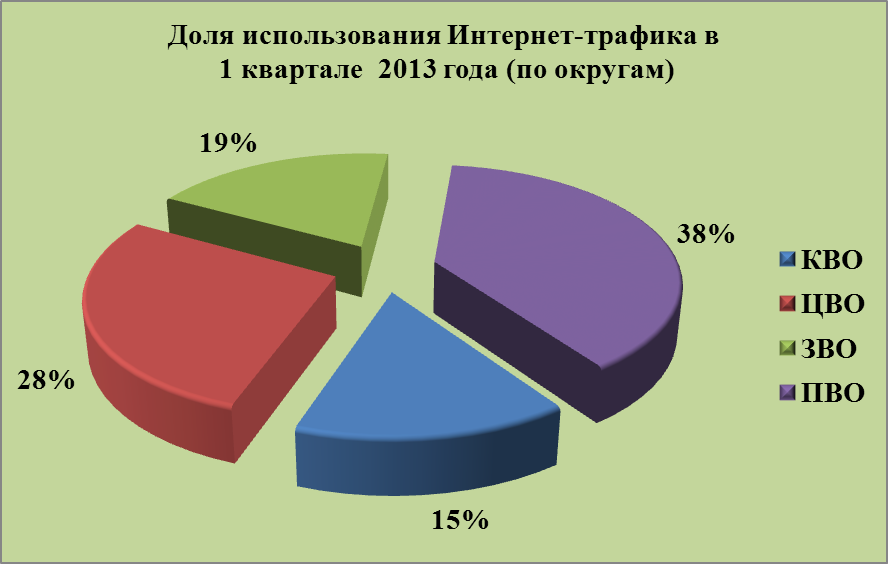 Доля использования Интернет-трафика в
1 квартале  2013 года (по округам)
19%
38%
28%
15%
КВО
ЦВО
ЗВО
ПВО